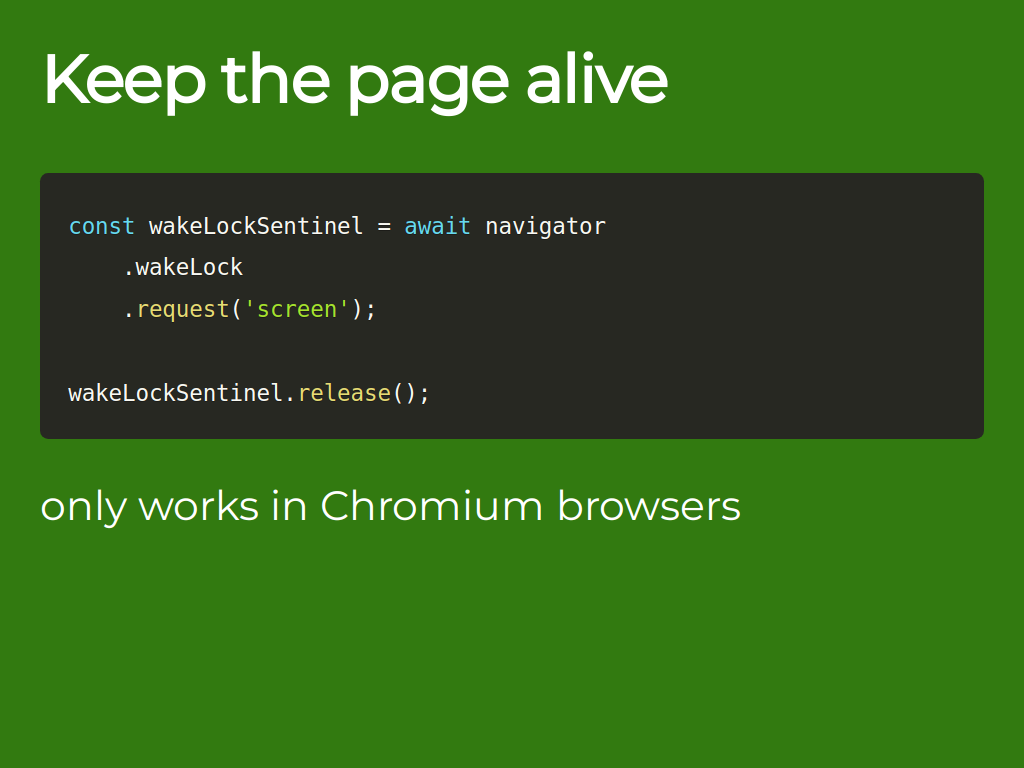 Keep the page alive
const wakeLockSentinel = await navigator
    .wakeLock
    .request('screen');
wakeLockSentinel.release();
only works in Chromium browsers